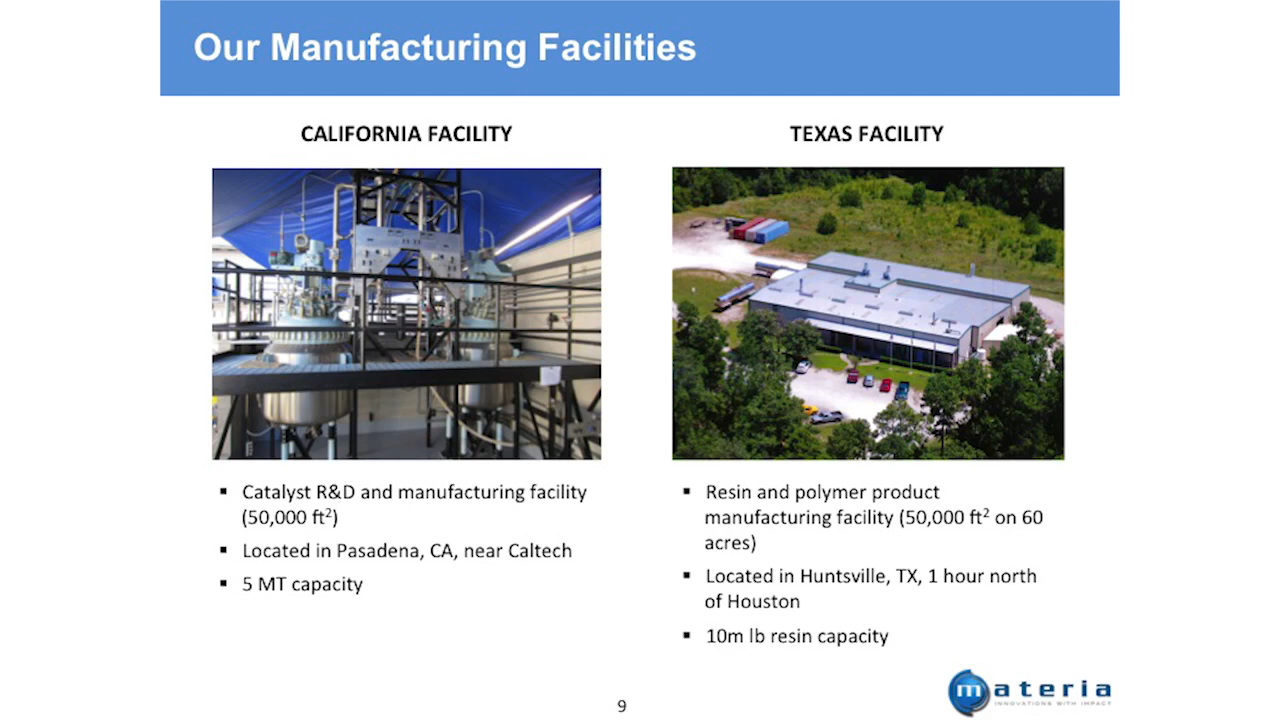 Our Manufacturing Facilities
CALIFORNIA FACILITY
▪ Catalyst R&D and manufacturing facility
(50,000 ft²)
▪ Located in Pasadena, CA, near Caltech
▪ 5 MT capacity
TEXAS FACILITY
▪ Resin and polymer product
manufacturing facility (50,000 ft² on 60
acres)
▪ Located in Huntsville, TX, 1 hour north
of Houston
▪ 10m lb resin capacity
materia
INNOVATIONS WITH IMPACT
9